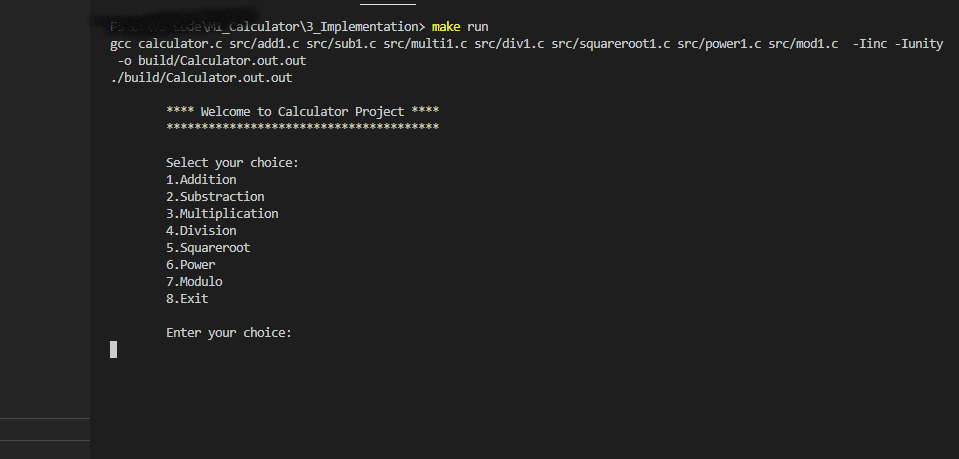 Code\M1_Calculator\3_Implementation> make run
gcc calculator.c src/add1.c src/sub1.c src/multi1.c src/div1.c src/squareroot1.c src/power1.c src/mod1.c  -Iinc -Iunity
 -o build/Calculator.out.out
./build/Calculator.out.out
**** Welcome to Calculator Project ****
***************************************
Select your choice:
1.Addition
2.Substraction
3.Multiplication
4.Division
5.Squareroot
6.Power
7.Modulo
8.Exit
Enter your choice: